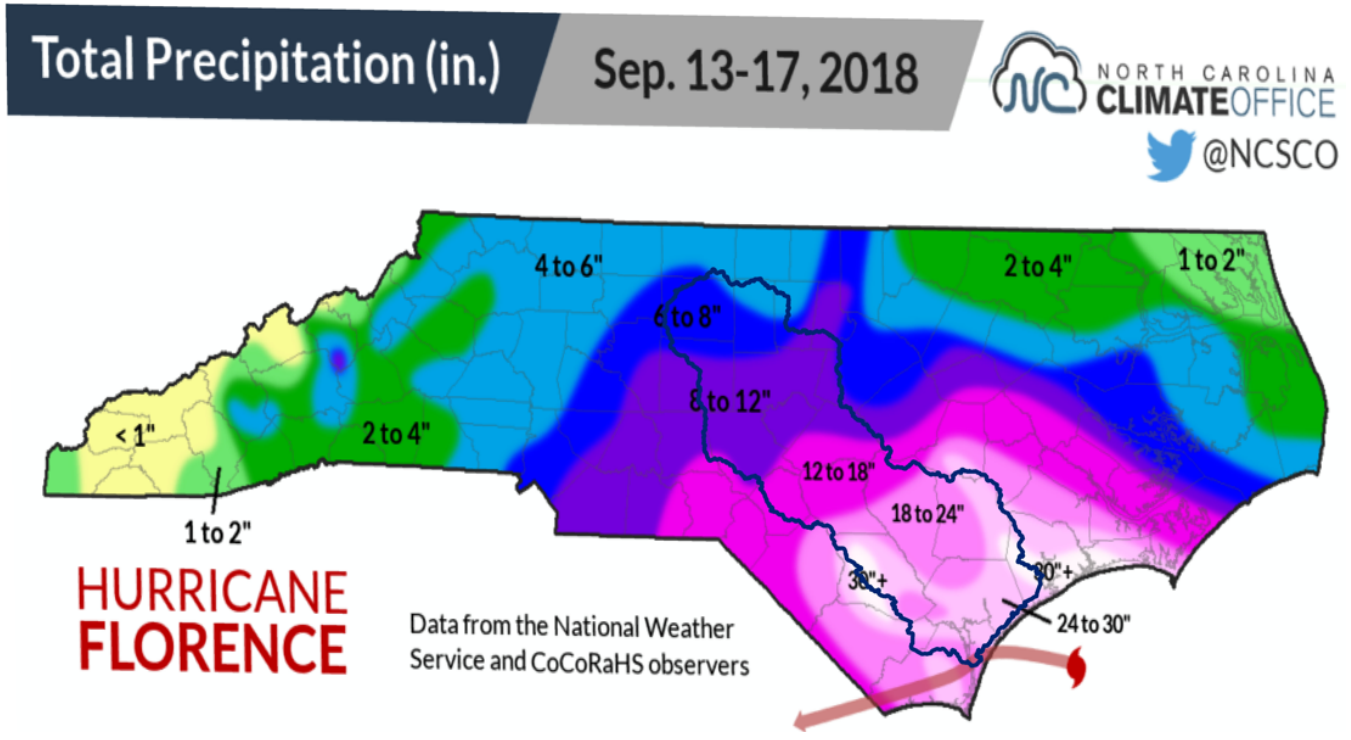 Total Precipitation (in.)
Sep. 13-17, 2018
NC
NORTH CAROLINA
CLIMATEOFFICE
@NCSCO
4 to 6"
2 to 4"
1 to 2"
6 to 8"
8 to 12"
< 1"
2 to 4"
12 to 18"
18 to 24"
1 to 2"
30"+
30"+
24 to 30"
HURRICANE
FLORENCE
Data from the National Weather
Service and CoCoRaHS observers